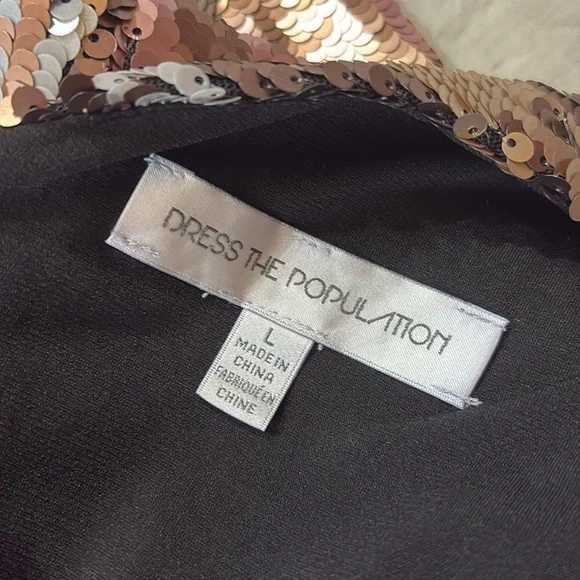 DRESS THE POPULATION
L
MADE IN
CHINA
FABRIQUÉ EN
CHINE